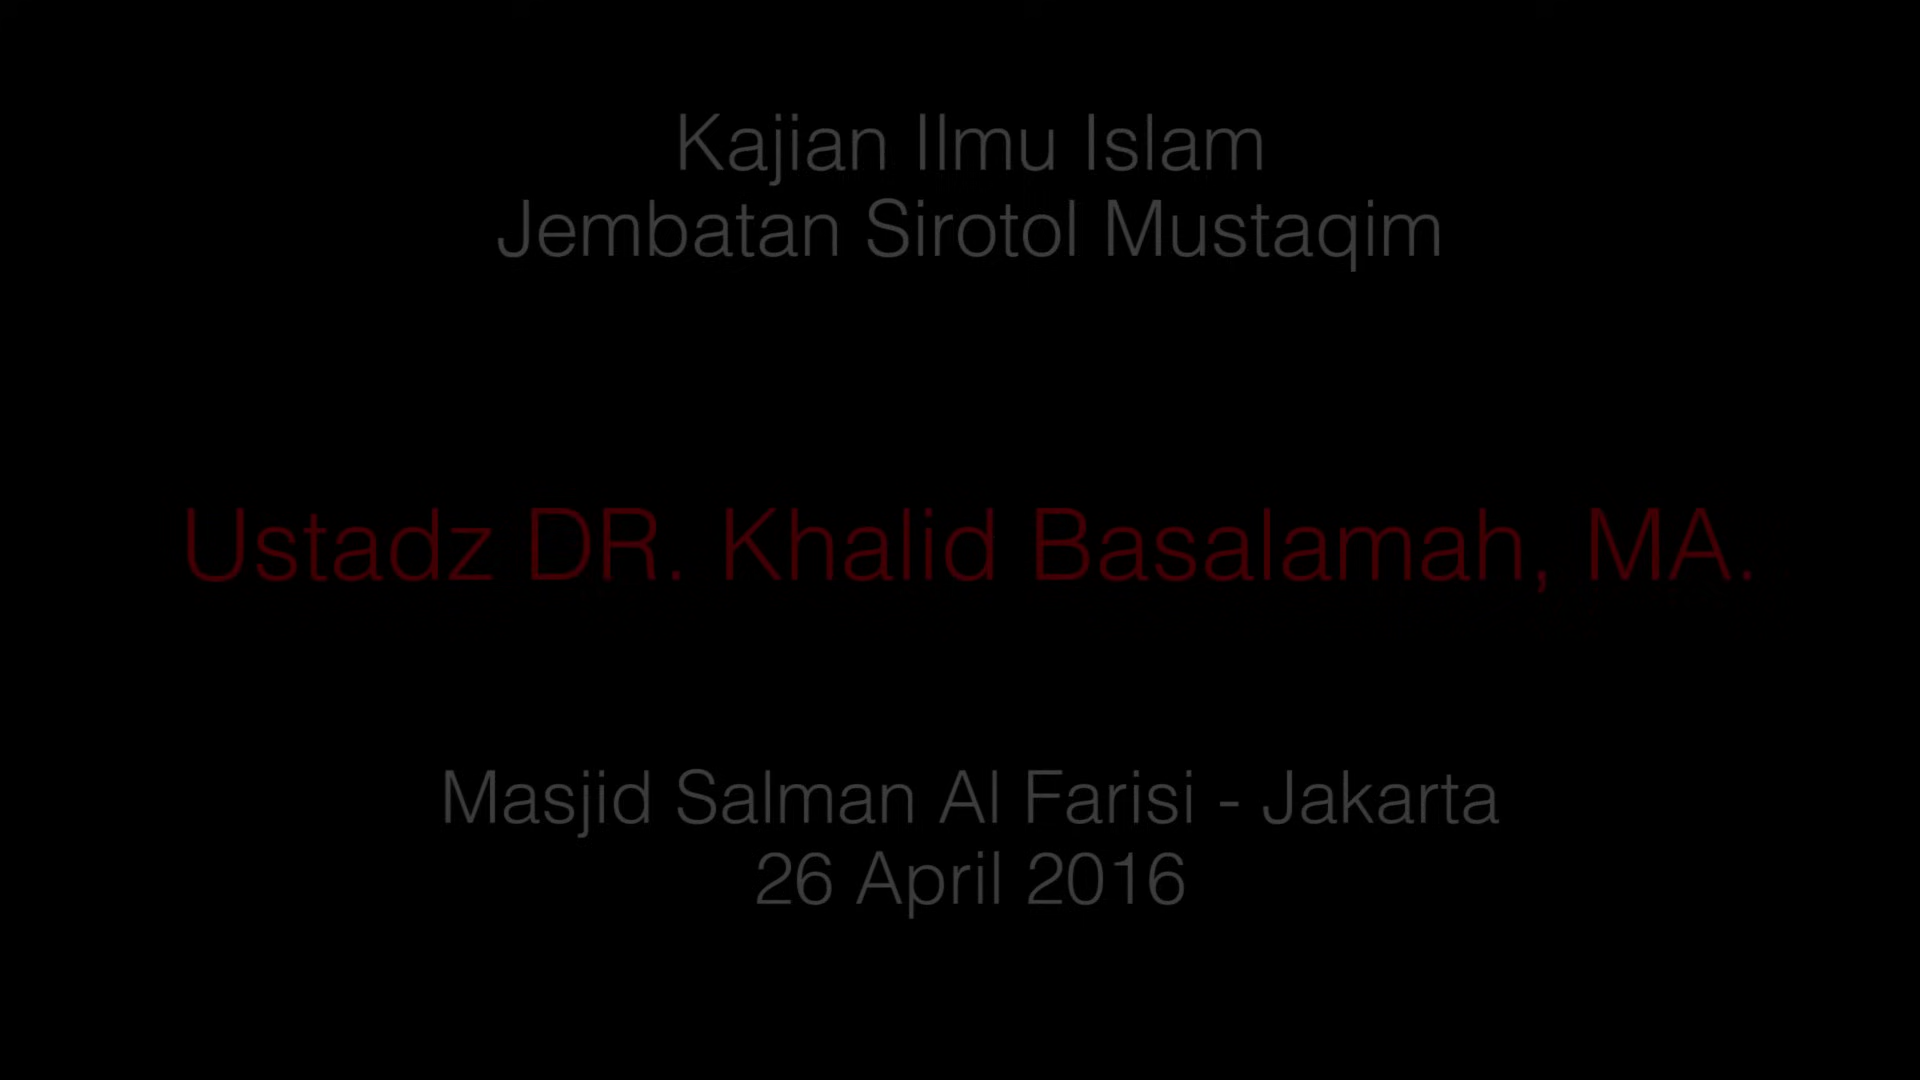 Kajian Ilmu Islam
Jembatan Sirotol Mustaqim
Ustadz DR. Khalid Basalamah, MA.
Masjid Salman Al Farisi - Jakarta
26 April 2016